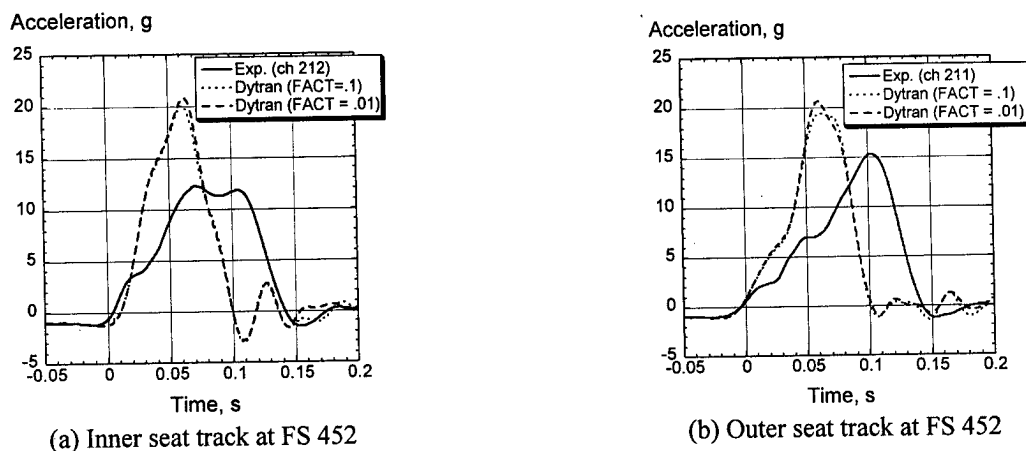 Acceleration, g
25
20
15
10
5
0
-5
-0.05
0
0.05
0.1
0.15
0.2
Exp. (ch 212)
Dytran (FACT=.1)
Dytran (FACT = .01)
Time, s
(a) Inner seat track at FS 452
Acceleration, g
25
20
15
10
5
0
-5
-0.05
0
0.05
0.1
0.15
0.2
Exp. (ch 211)
Dytran (FACT = .1)
Dytran (FACT = .01)
Time, s
(b) Outer seat track at FS 452